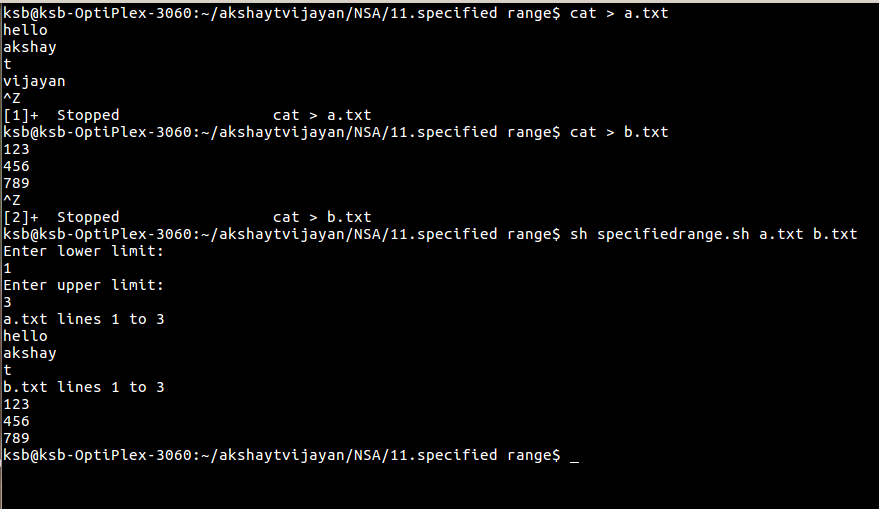 ksb@ksb-OptiPlex-3060:~/akshaytvijayan/NSA/11.specified range$ cat > a.txt
hello
akshay
t
vijayan
^Z
[1]+  Stopped                 cat > a.txt
ksb@ksb-OptiPlex-3060:~/akshaytvijayan/NSA/11.specified range$ cat > b.txt
123
456
789
^Z
[2]+  Stopped                 cat > b.txt
ksb@ksb-OptiPlex-3060:~/akshaytvijayan/NSA/11.specified range$ sh specifiedrange.sh a.txt b.txt
Enter lower limit:
1
Enter upper limit:
3
a.txt lines 1 to 3
hello
akshay
t
b.txt lines 1 to 3
123
456
789
ksb@ksb-OptiPlex-3060:~/akshaytvijayan/NSA/11.specified range$ _